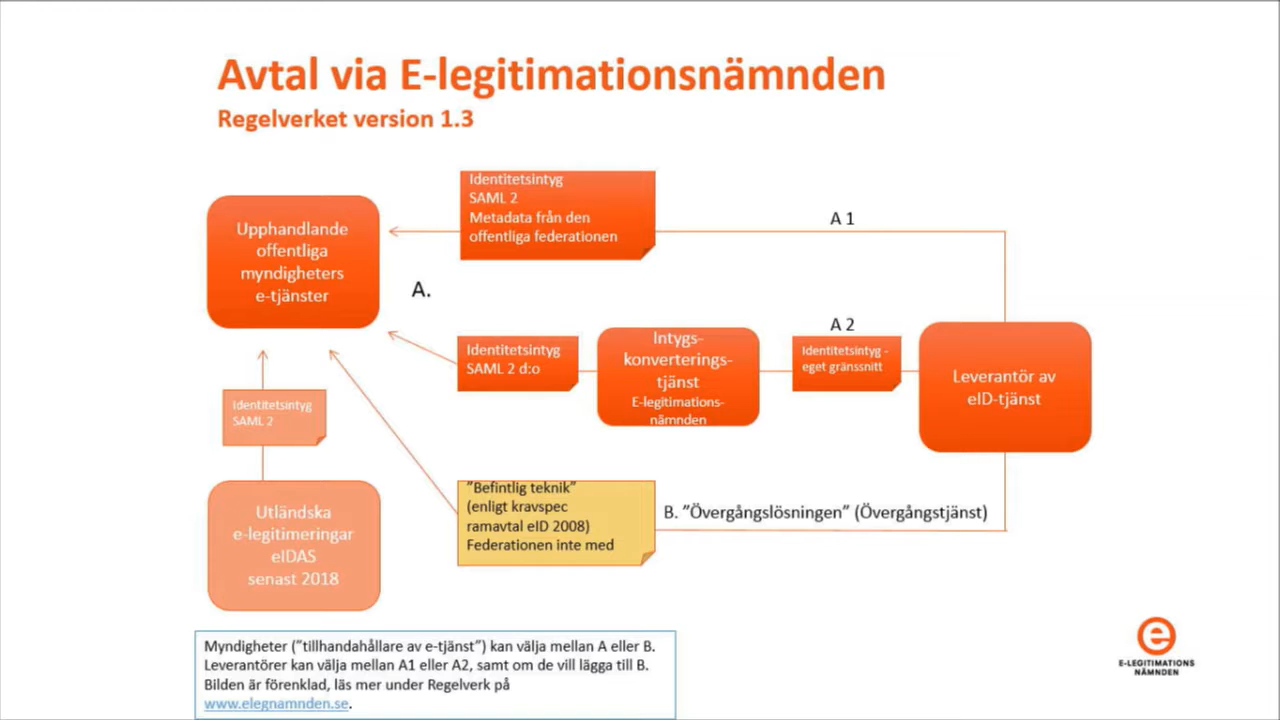 Avtal via E-legitimationsnämnden
Regelverket version 1.3
Identitetsintyg
SAML 2
Metadata från den
offentliga federationen
A 1
Upphandlande
offentliga
myndigheters
e-tjänster
A.
Identitetsintyg
SAML 2 d:o
Intygs-
konverterings-
tjänst
E-legitimations-
nämnden
A 2
Identitetsintyg -
eget gränssnitt
Leverantör av
eID-tjänst
Identitetsintyg
SAML 2
Utländska
e-legitimeringar
eIDAS
senast 2018
”Befintlig teknik”
(enligt kravspec
ramavtal eID 2008)
Federationen inte med
B. ”Övergångslösningen” (Övergångstjänst)
Myndigheter (”tillhandahållare av e-tjänst”) kan välja mellan A eller B.
Leverantörer kan välja mellan A1 eller A2, samt om de vill lägga till B.
Bilden är förenklad, läs mer under Regelverk på
www.elegnamnden.se.
E-LEGITIMATIONS
NÄMNDEN